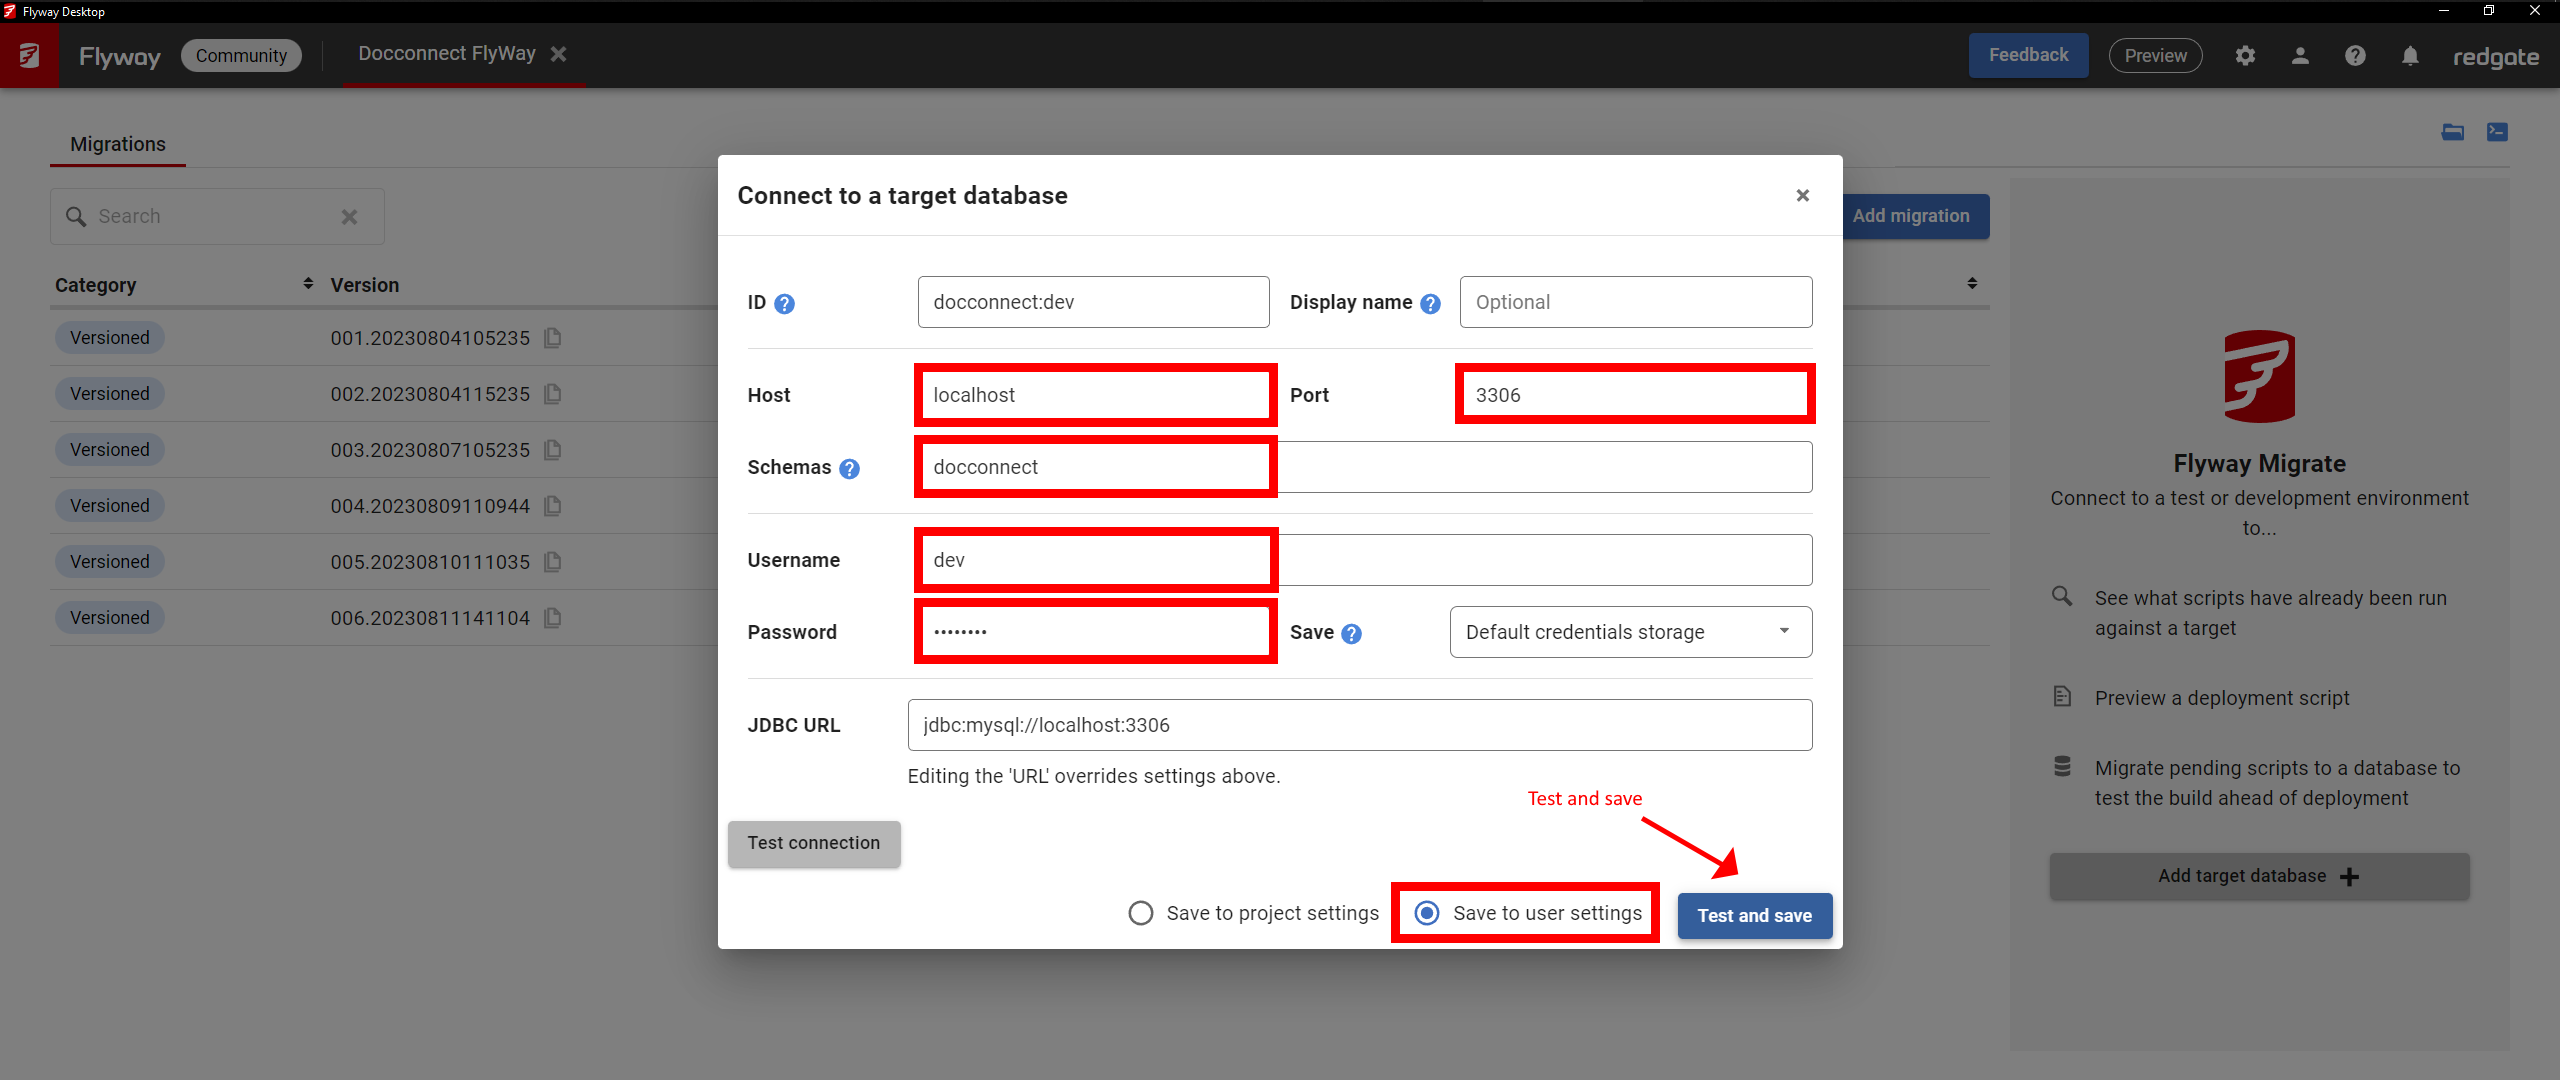 Flyway Desktop
Flyway Community Docconnect FlyWay Feedback Preview redgate
Migrations
Search
Add migration
Category Version
Versioned 001.20230804105235
Versioned 002.20230804115235
Versioned 003.20230807105235
Versioned 004.20230809110944
Versioned 005.20230810111035
Versioned 006.20230811141104
Connect to a target database
ID ? docconnect:dev Display name ? Optional
Host localhost Port 3306
Schemas ? docconnect
Username dev
Password •••••••• Save ? Default credentials storage
JDBC URL jdbc:mysql://localhost:3306
Editing the 'URL' overrides settings above.
Test and save
Test connection
Save to project settings Save to user settings Test and save
Flyway Migrate
Connect to a test or development environment
to...
See what scripts have already been run
against a target
Preview a deployment script
Migrate pending scripts to a database to
test the build ahead of deployment
Add target database